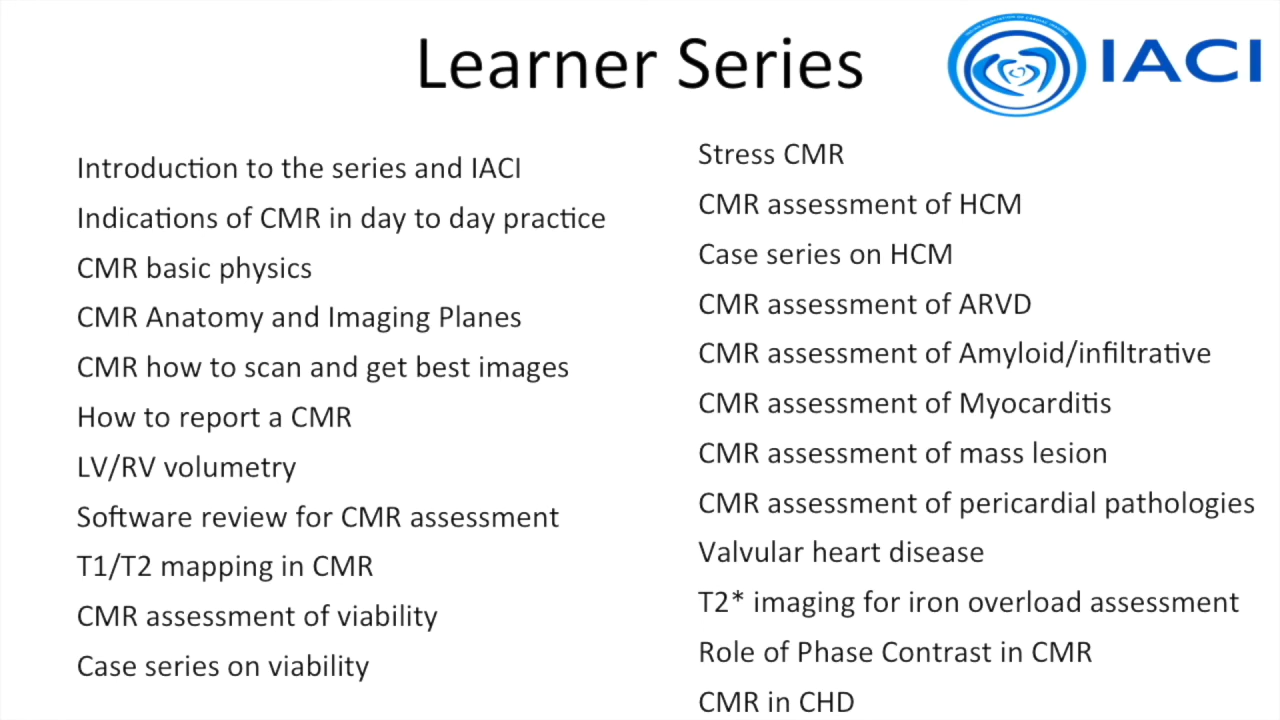 Learner Series
IACI
Introduction to the series and IACI
Indications of CMR in day to day practice
CMR basic physics
CMR Anatomy and Imaging Planes
CMR how to scan and get best images
How to report a CMR
LV/RV volumetry
Software review for CMR assessment
T1/T2 mapping in CMR
CMR assessment of viability
Case series on viability
Stress CMR
CMR assessment of HCM
Case series on HCM
CMR assessment of ARVD
CMR assessment of Amyloid/infiltrative
CMR assessment of Myocarditis
CMR assessment of mass lesion
CMR assessment of pericardial pathologies
Valvular heart disease
T2* imaging for iron overload assessment
Role of Phase Contrast in CMR
CMR in CHD